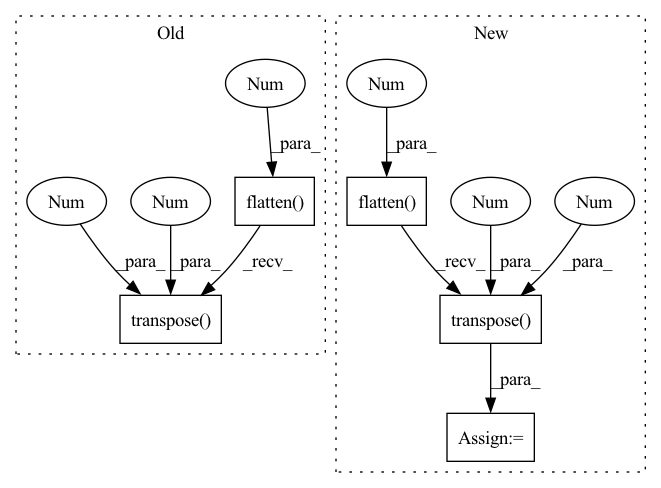 Old
New
Num
_para_
Num
Num
flatten()
_para_
_para_
_recv_
transpose()
Num
_para_
flatten()
Num
Num
_recv_
_para_
_para_
transpose()
_para_
Assign:=